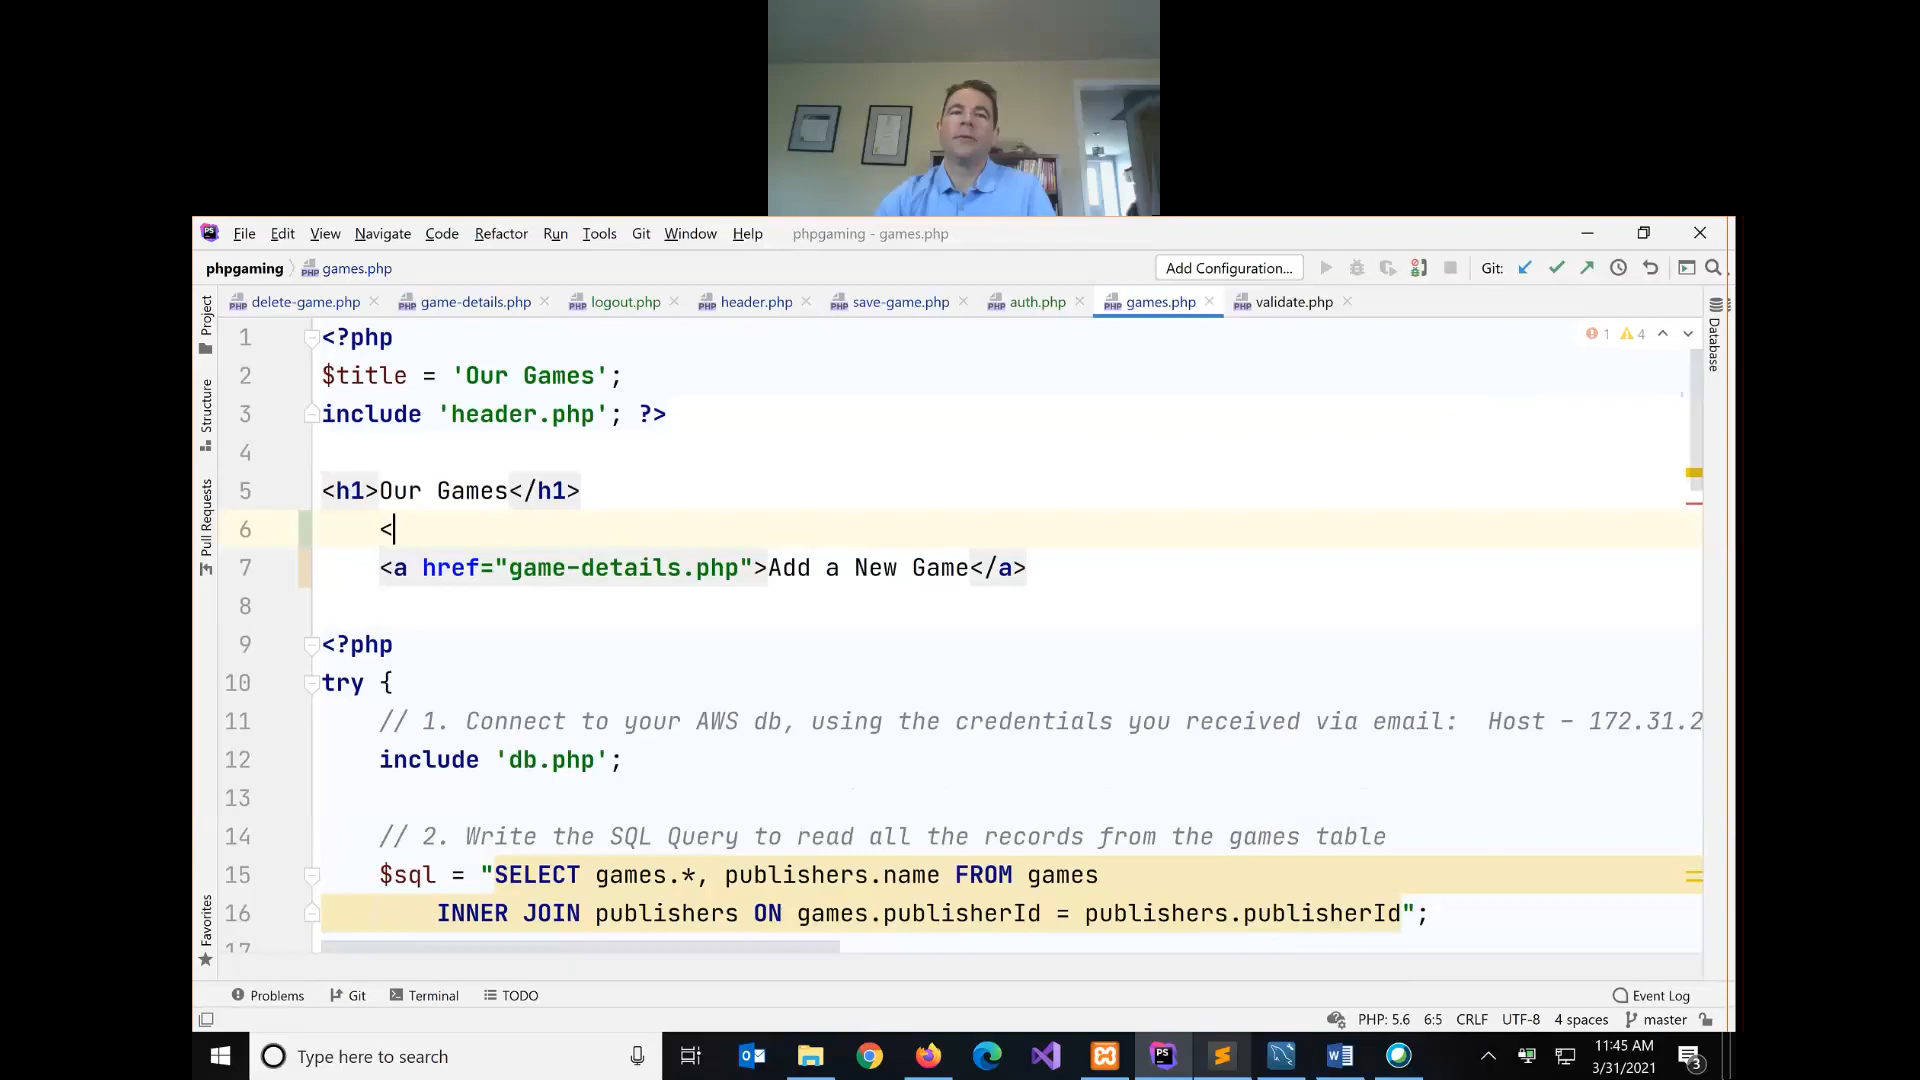 File Edit View Navigate Code Refactor Run Tools Git Window Help phpgaming - games.php
phpgaming games.php Add Configuration... Git:
delete-game.php game-details.php logout.php header.php save-game.php auth.php games.php validate.php
Project
Structure
Pull Requests
Favorites
Database
1 4
1 <?php
2 $title = 'Our Games';
3 include 'header.php'; ?>
4
5 <h1>Our Games</h1>
6 <
7 <a href="game-details.php">Add a New Game</a>
8
9 <?php
10 try {
11 // 1. Connect to your AWS db, using the credentials you received via email:  Host - 172.31.2
12 include 'db.php';
13
14 // 2. Write the SQL Query to read all the records from the games table
15 $sql = "SELECT games.*, publishers.name FROM games
16 INNER JOIN publishers ON games.publisherId = publishers.publisherId";
17
Problems Git Terminal TODO Event Log
PHP: 5.6 6:5 CRLF UTF-8 4 spaces master
Type here to search
11:45 AM
3/31/2021
3